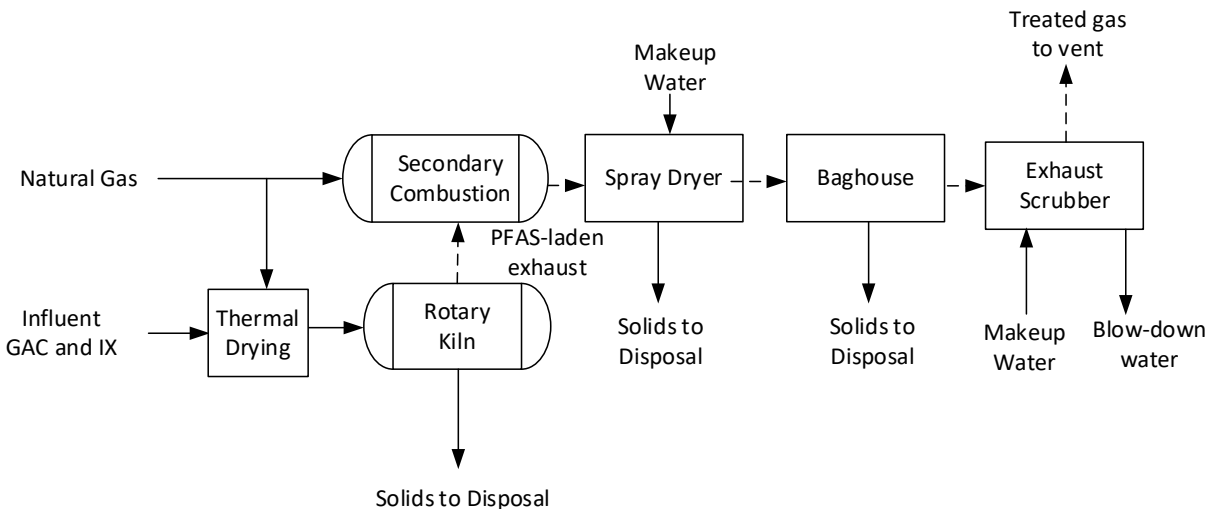 Treated gas
to vent
Makeup
Water
Natural Gas
Secondary
Combustion
Spray Dryer
Baghouse
Exhaust
Scrubber
PFAS-laden
exhaust
Influent
GAC and IX
Thermal
Drying
Rotary
Kiln
Solids to
Disposal
Solids to
Disposal
Makeup
Water
Blow-down
water
Solids to Disposal